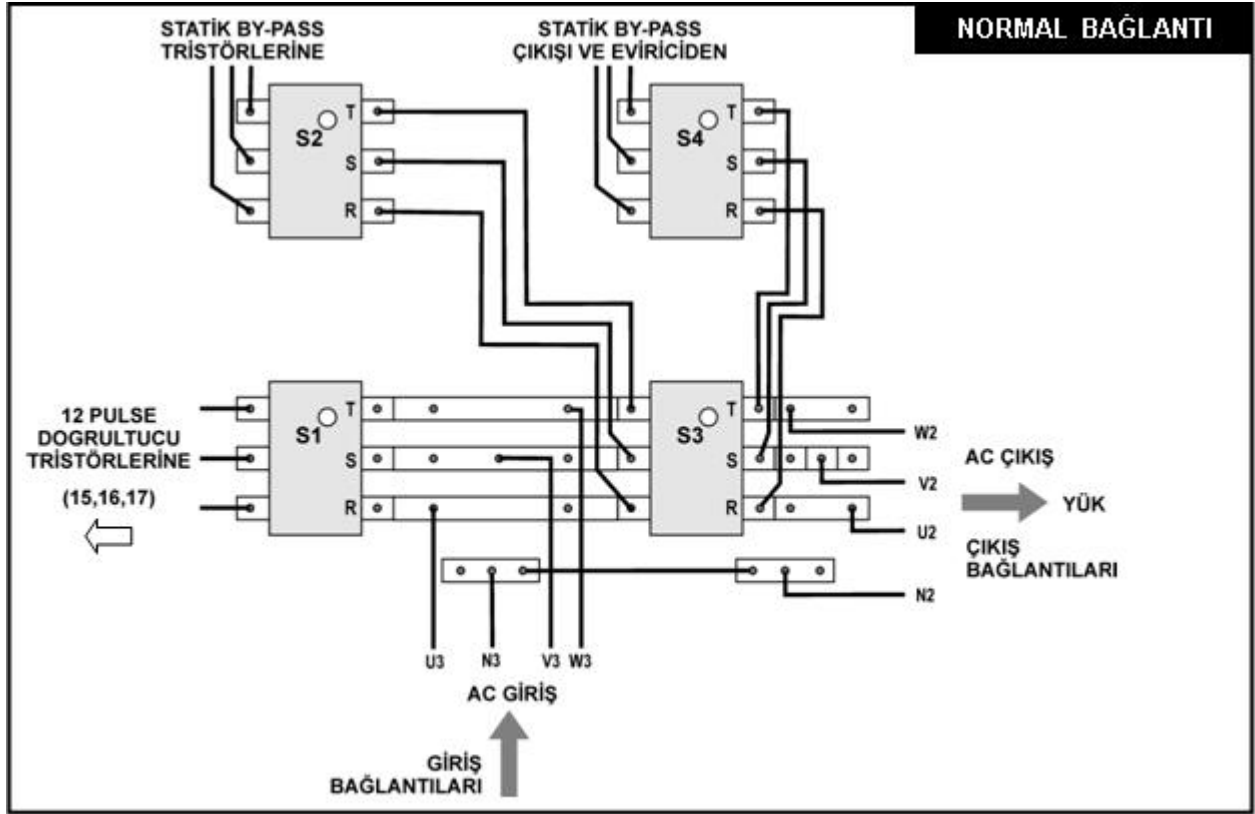 NORMAL BAĞLANTI
STATİK BY-PASS
TRİSTÖRLERİNE
STATİK BY-PASS
ÇIKIŞI VE EVİRİCİDEN
S2
T
S
R
S4
T
S
R
12 PULSE
DOGRULTUCU
TRİSTÖRLERİNE
(15,16,17)
S1
T
S
R
S3
T
S
R
W2
V2
U2
N2
AC ÇIKIŞ
YÜK
ÇIKIŞ
BAĞLANTILARI
U3
N3
V3
W3
AC GİRİŞ
GİRİŞ
BAĞLANTILARI